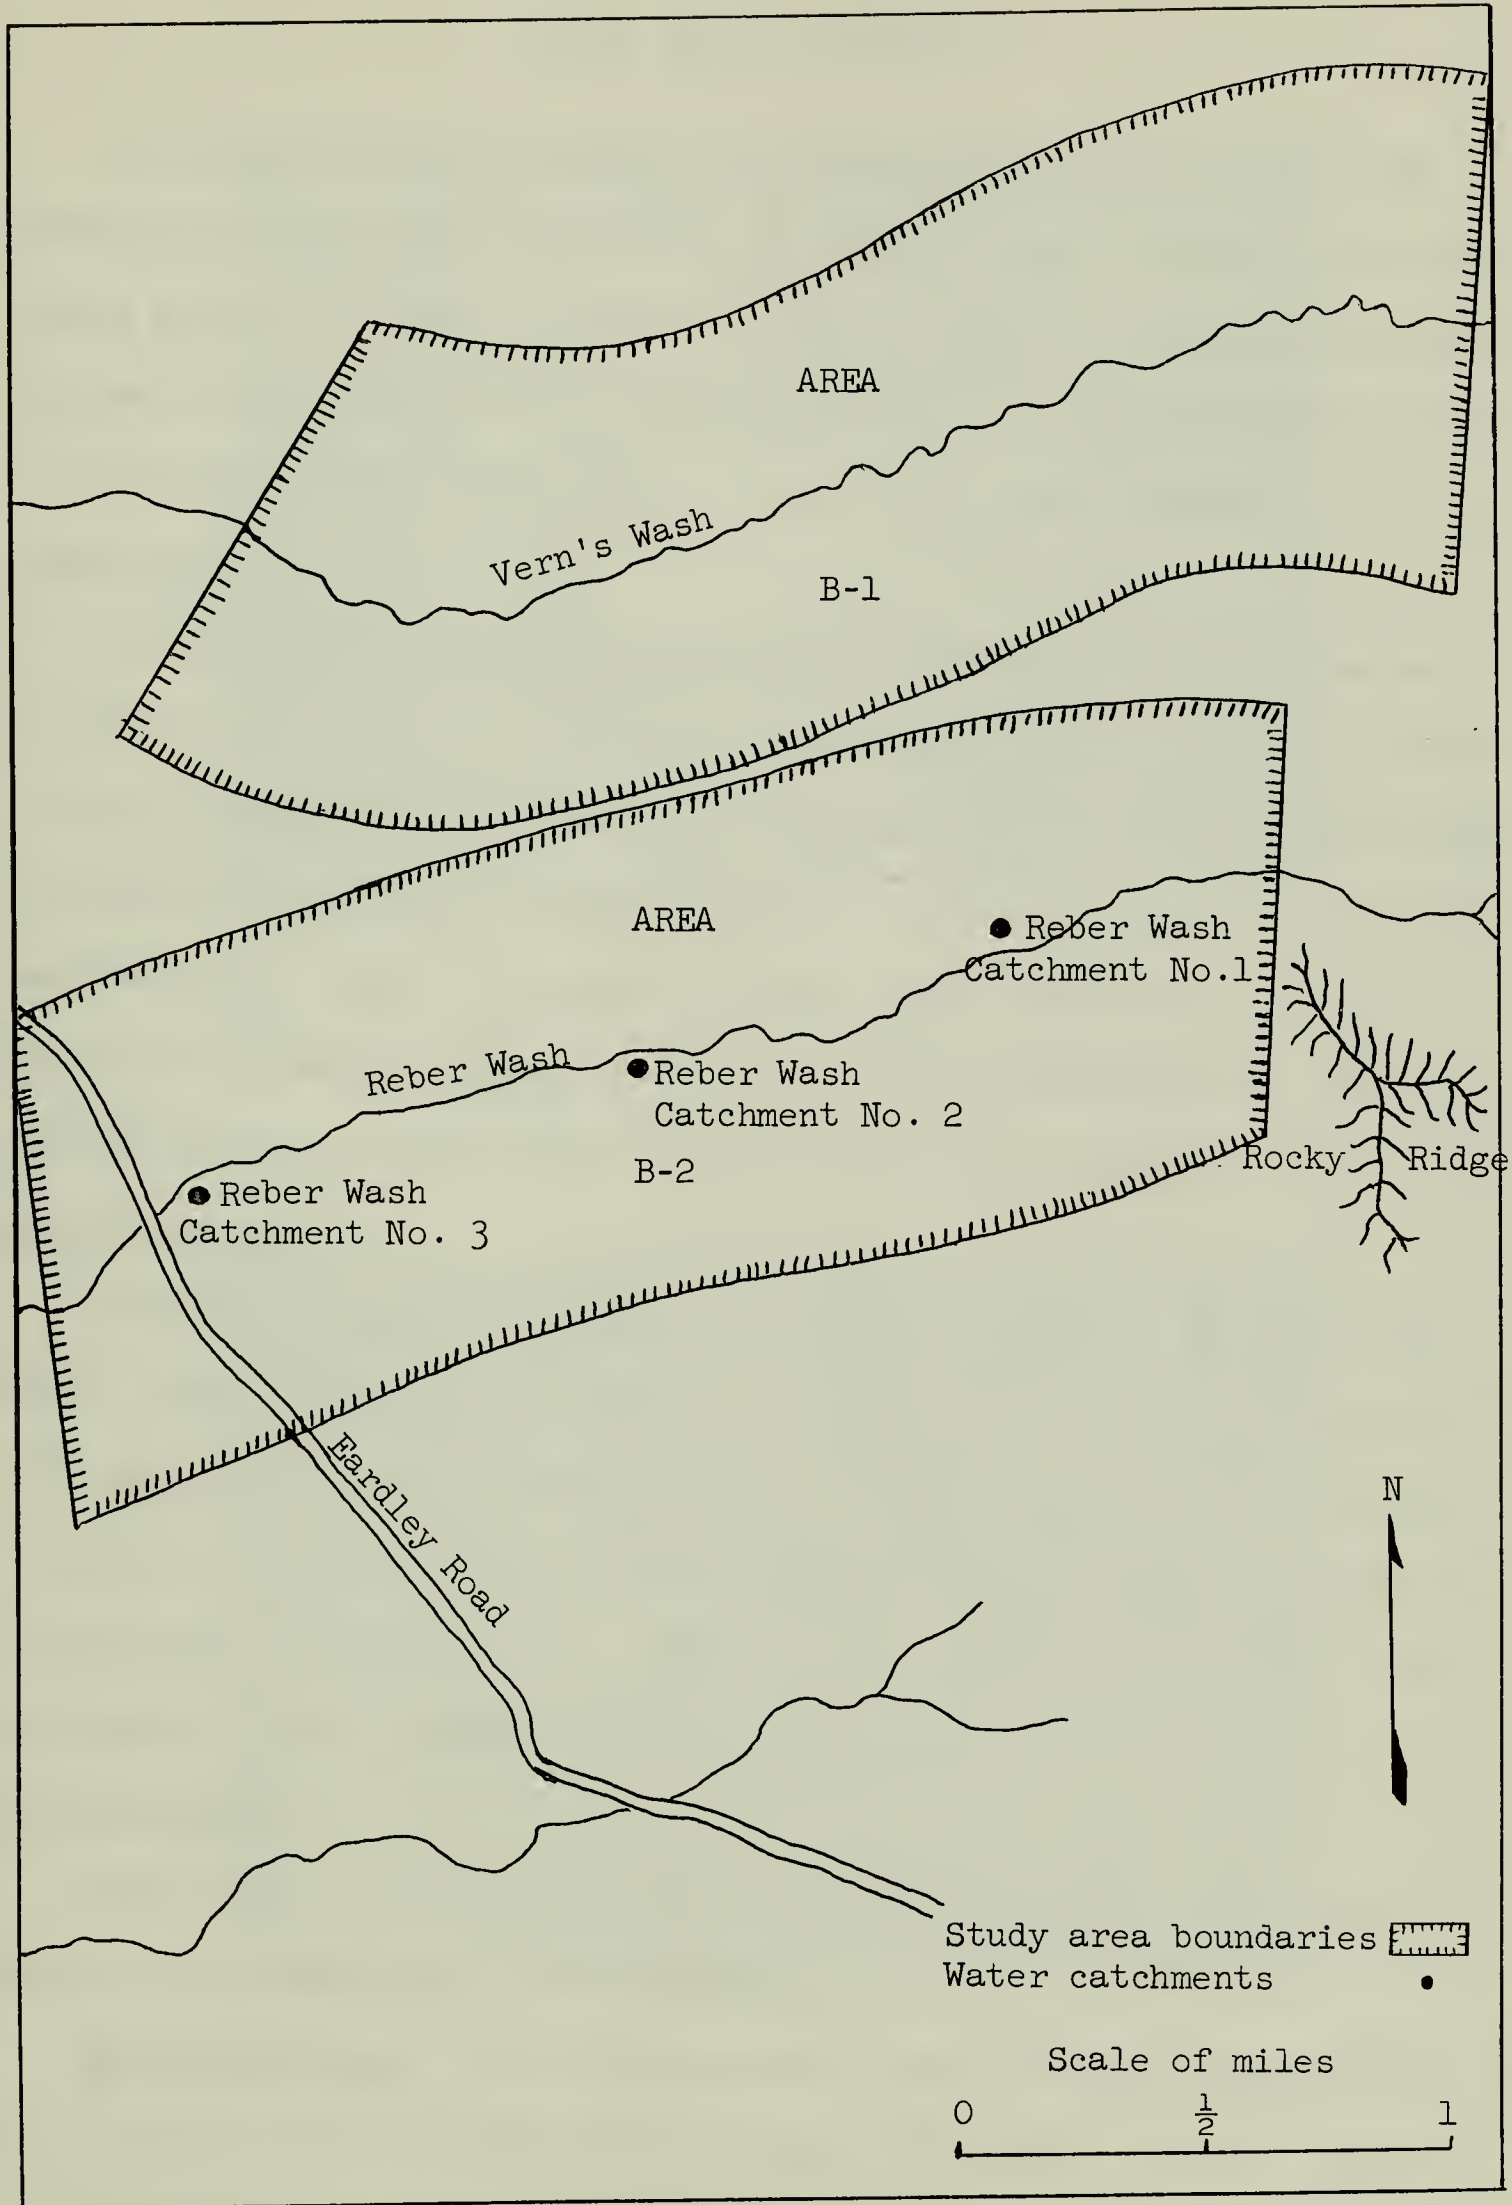 AREA
Vern's Wash
B-1
AREA
Reber Wash
Catchment No.1
Reber Wash
Reber Wash
Catchment No. 2
B-2
Rocky Ridge
Reber Wash
Catchment No. 3
Eardley Road
N
Study area boundaries
Water catchments
Scale of miles
0 1/2 1